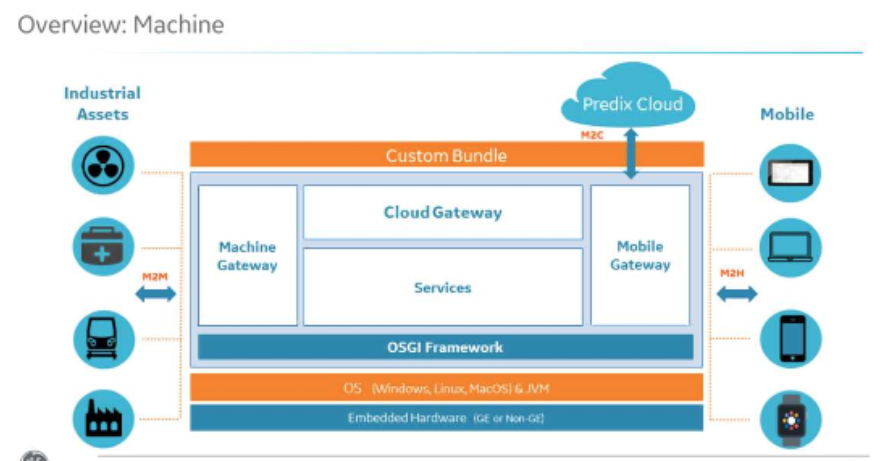 Overview: Machine
Industrial
Assets
Predix Cloud
Mobile
M2C
Custom Bundle
Machine
Gateway
Cloud Gateway
Services
Mobile
Gateway
M2M
M2H
OSGI Framework
OS (Windows, Linux, MacOS) & JVM
Embedded Hardware (GE or Non-GE)